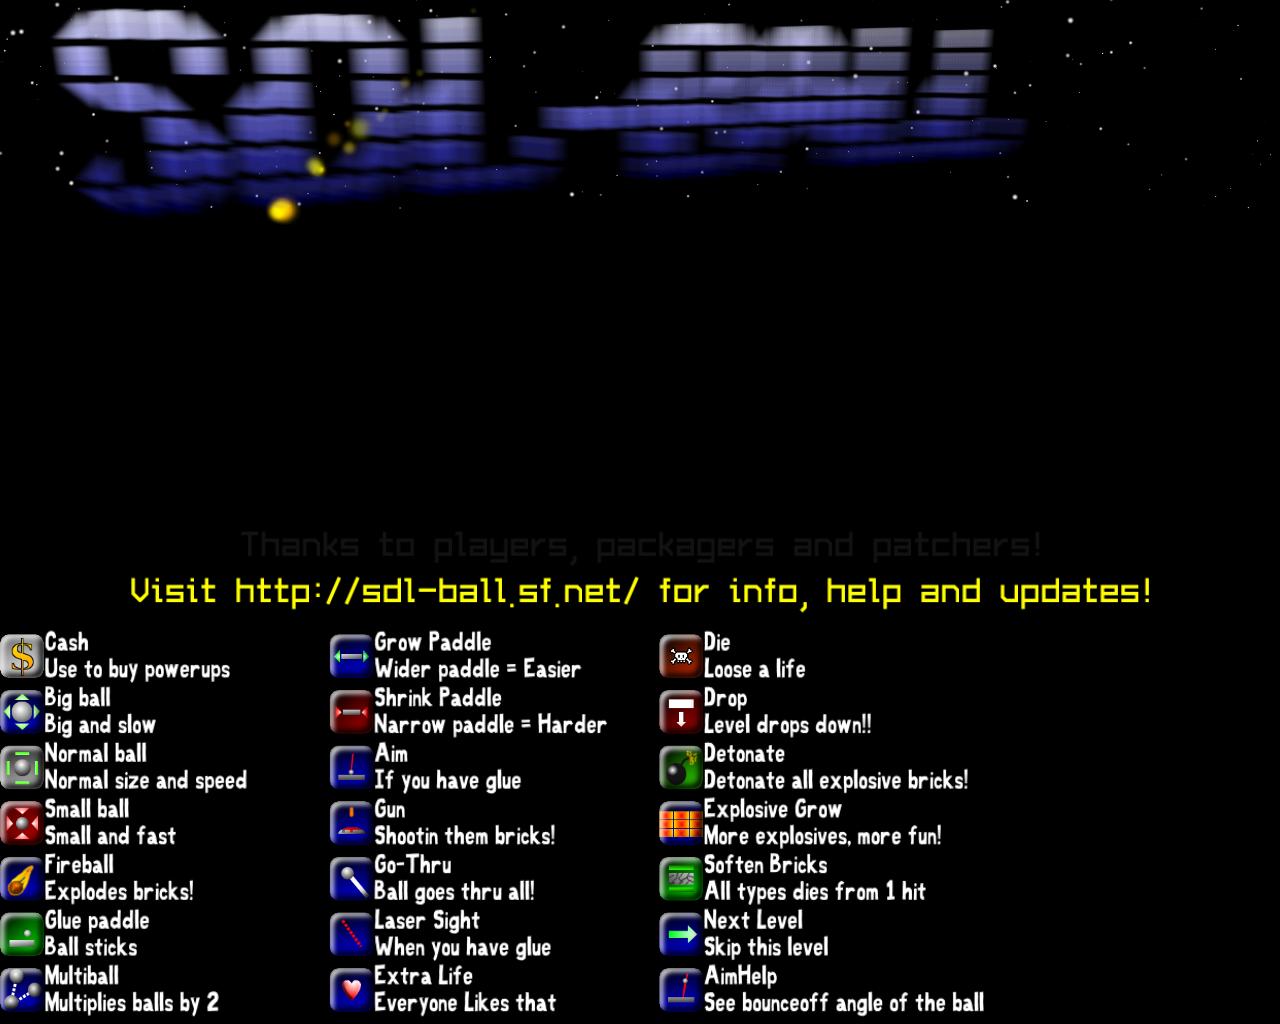 SDL-Ball
Thanks to players, packagers and patchers!
Visit http://sdl-ball.sf.net/ for info, help and updates!
Cash
Use to buy powerups
Big ball
Big and slow
Normal ball
Normal size and speed
Small ball
Small and fast
Fireball
Explodes bricks!
Glue paddle
Ball sticks
Multiball
Multiplies balls by 2
Grow Paddle
Wider paddle = Easier
Shrink Paddle
Narrow paddle = Harder
Aim
If you have glue
Gun
Shootin them bricks!
Go-Thru
Ball goes thru all!
Laser Sight
When you have glue
Extra Life
Everyone Likes that
Die
Loose a life
Drop
Level drops down!!
Detonate
Detonate all explosive bricks!
Explosive Grow
More explosives, more fun!
Soften Bricks
All types dies from 1 hit
Next Level
Skip this level
AimHelp
See bounceoff angle of the ball